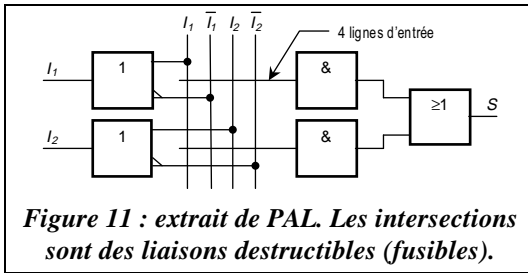 I₁ I̅₁ I₂ I̅₂
4 lignes d'entrée
I₁ 1 & ≥1 S
I₂ 1 &
Figure 11 : extrait de PAL. Les intersections
sont des liaisons destructibles (fusibles).